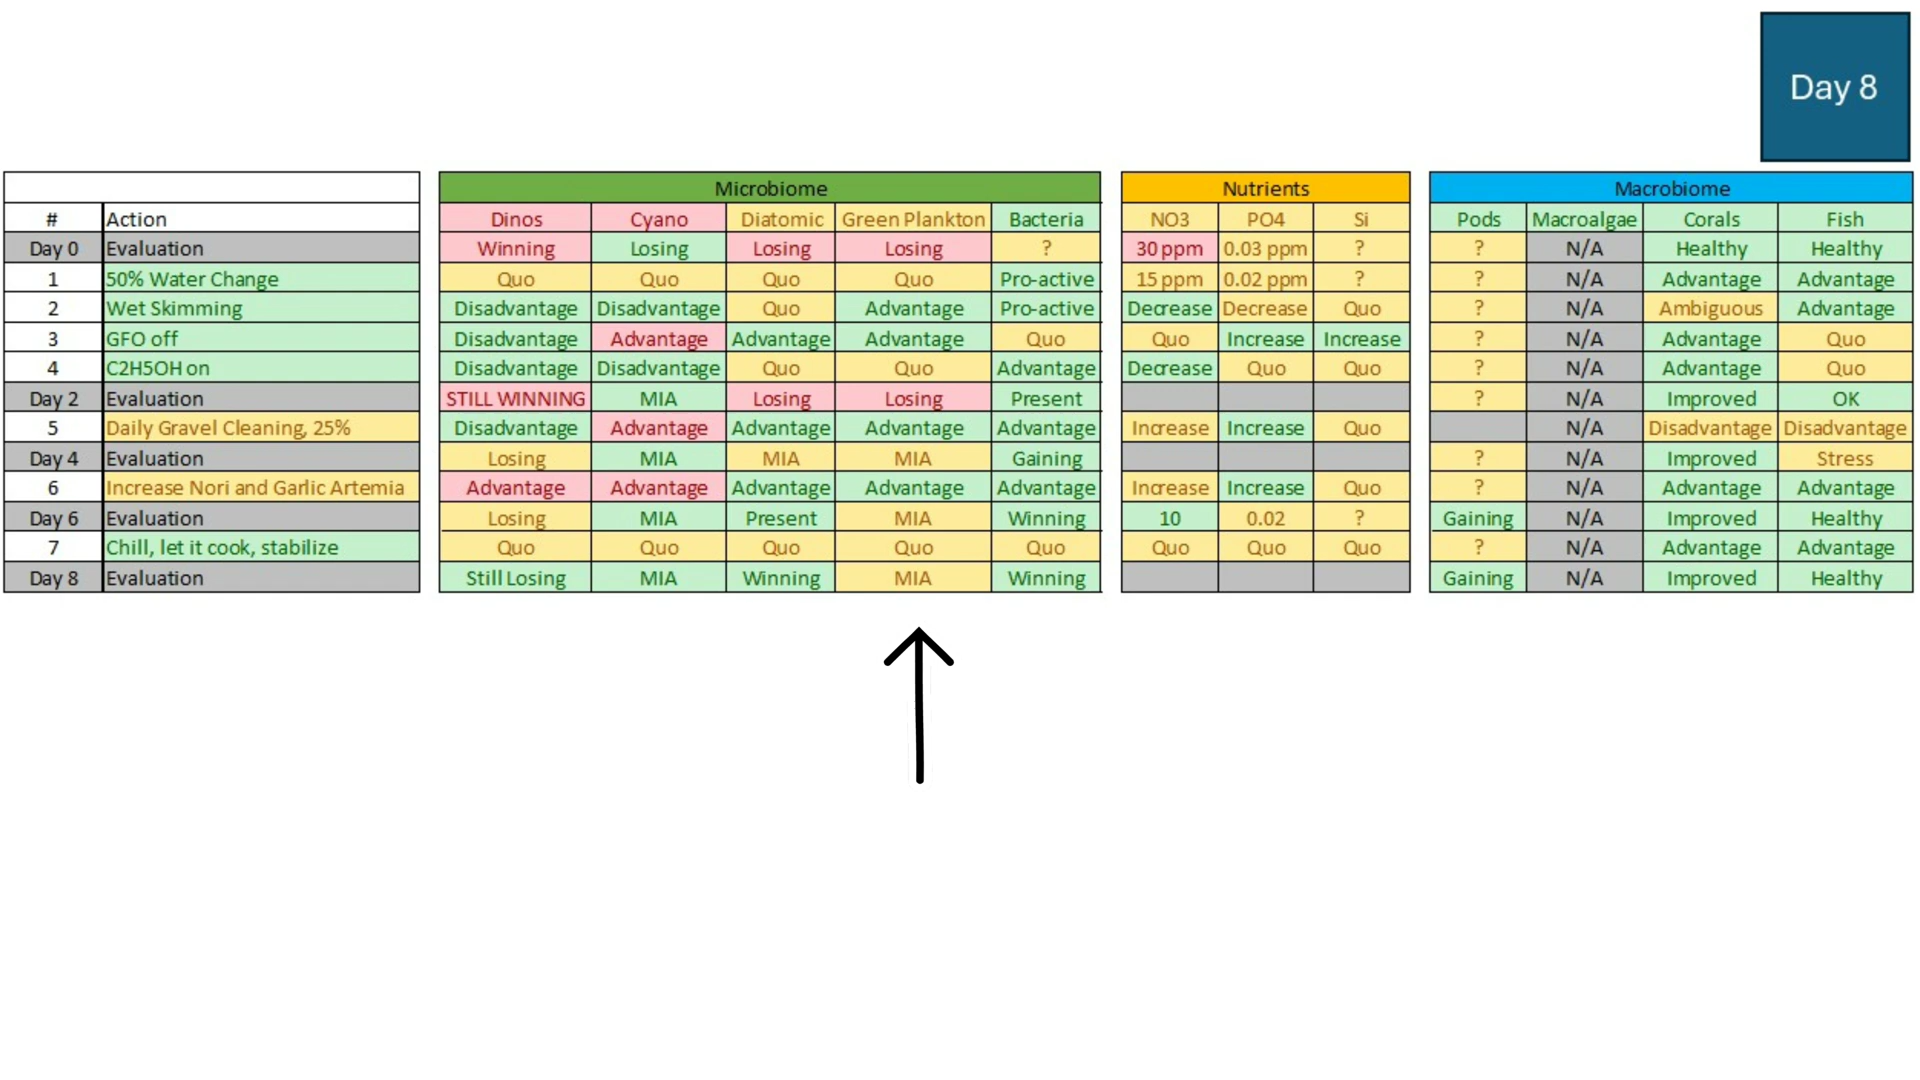 Day 8
Microbiome Nutrients Macrobiome
# Action Dinos Cyano Diatomic Green Plankton Bacteria NO3 PO4 Si Pods Macroalgae Corals Fish
Day 0 Evaluation Winning Losing Losing Losing ? 30 ppm 0.03 ppm ? ? N/A Healthy Healthy
1 50% Water Change Quo Quo Quo Quo Pro-active 15 ppm 0.02 ppm ? ? N/A Advantage Advantage
2 Wet Skimming Disadvantage Disadvantage Quo Advantage Pro-active Decrease Decrease Quo ? N/A Ambiguous Advantage
3 GFO off Disadvantage Advantage Advantage Advantage Quo Quo Increase Increase ? N/A Advantage Quo
4 C2H5OH on Disadvantage Disadvantage Quo Quo Advantage Decrease Quo Quo ? N/A Advantage Quo
Day 2 Evaluation STILL WINNING MIA Losing Losing Present ? N/A Improved OK
5 Daily Gravel Cleaning, 25% Disadvantage Advantage Advantage Advantage Advantage Increase Increase Quo N/A Disadvantage Disadvantage
Day 4 Evaluation Losing MIA MIA MIA Gaining ? N/A Improved Stress
6 Increase Nori and Garlic Artemia Advantage Advantage Advantage Advantage Advantage Increase Increase Quo ? N/A Advantage Advantage
Day 6 Evaluation Losing MIA Present MIA Winning 10 0.02 ? Gaining N/A Improved Healthy
7 Chill, let it cook, stabilize Quo Quo Quo Quo Quo Quo Quo Quo ? N/A Advantage Advantage
Day 8 Evaluation Still Losing MIA Winning MIA Winning Gaining N/A Improved Healthy